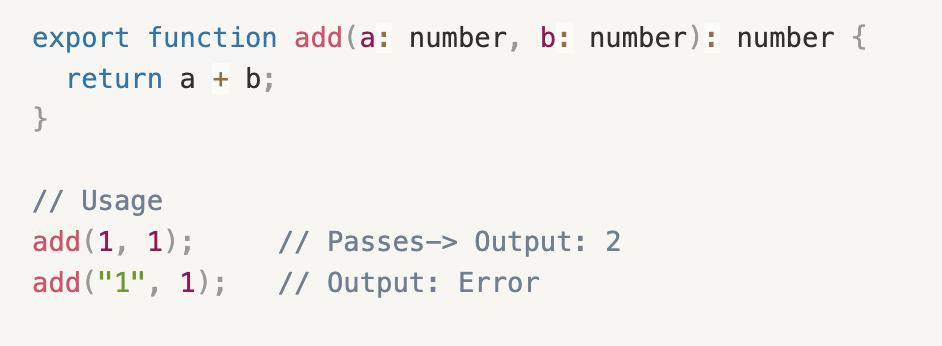 export function add(a: number, b: number): number {
  return a + b;
}

// Usage
add(1, 1);     // Passes-> Output: 2
add("1", 1);   // Output: Error